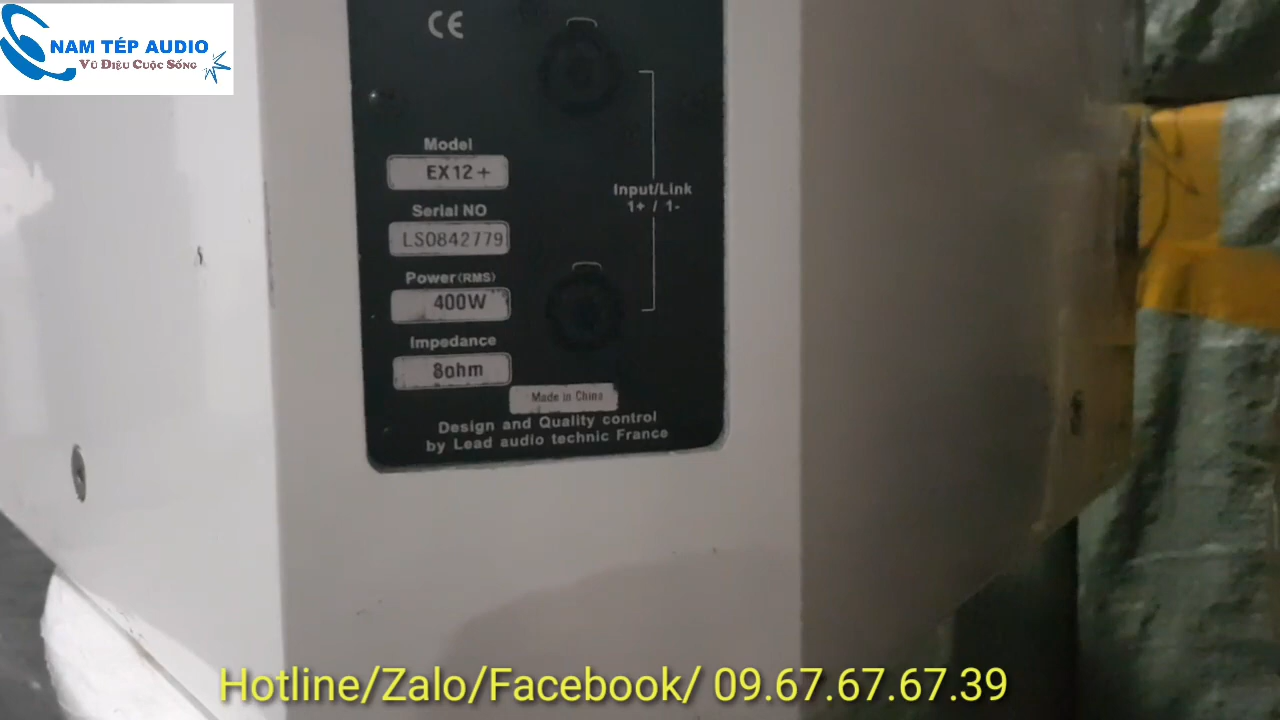 NAM TÉP AUDIO
VŨ ĐIỆU CUỘC SỐNG
CE
Model
EX12+
Serial NO
LS0842779
Power(RMS)
400W
Impedance
8ohm
Input/Link
1+ / 1-
Made in China
Design and Quality control
by Lead audio technic France
Hotline/Zalo/Facebook/ 09.67.67.67.39